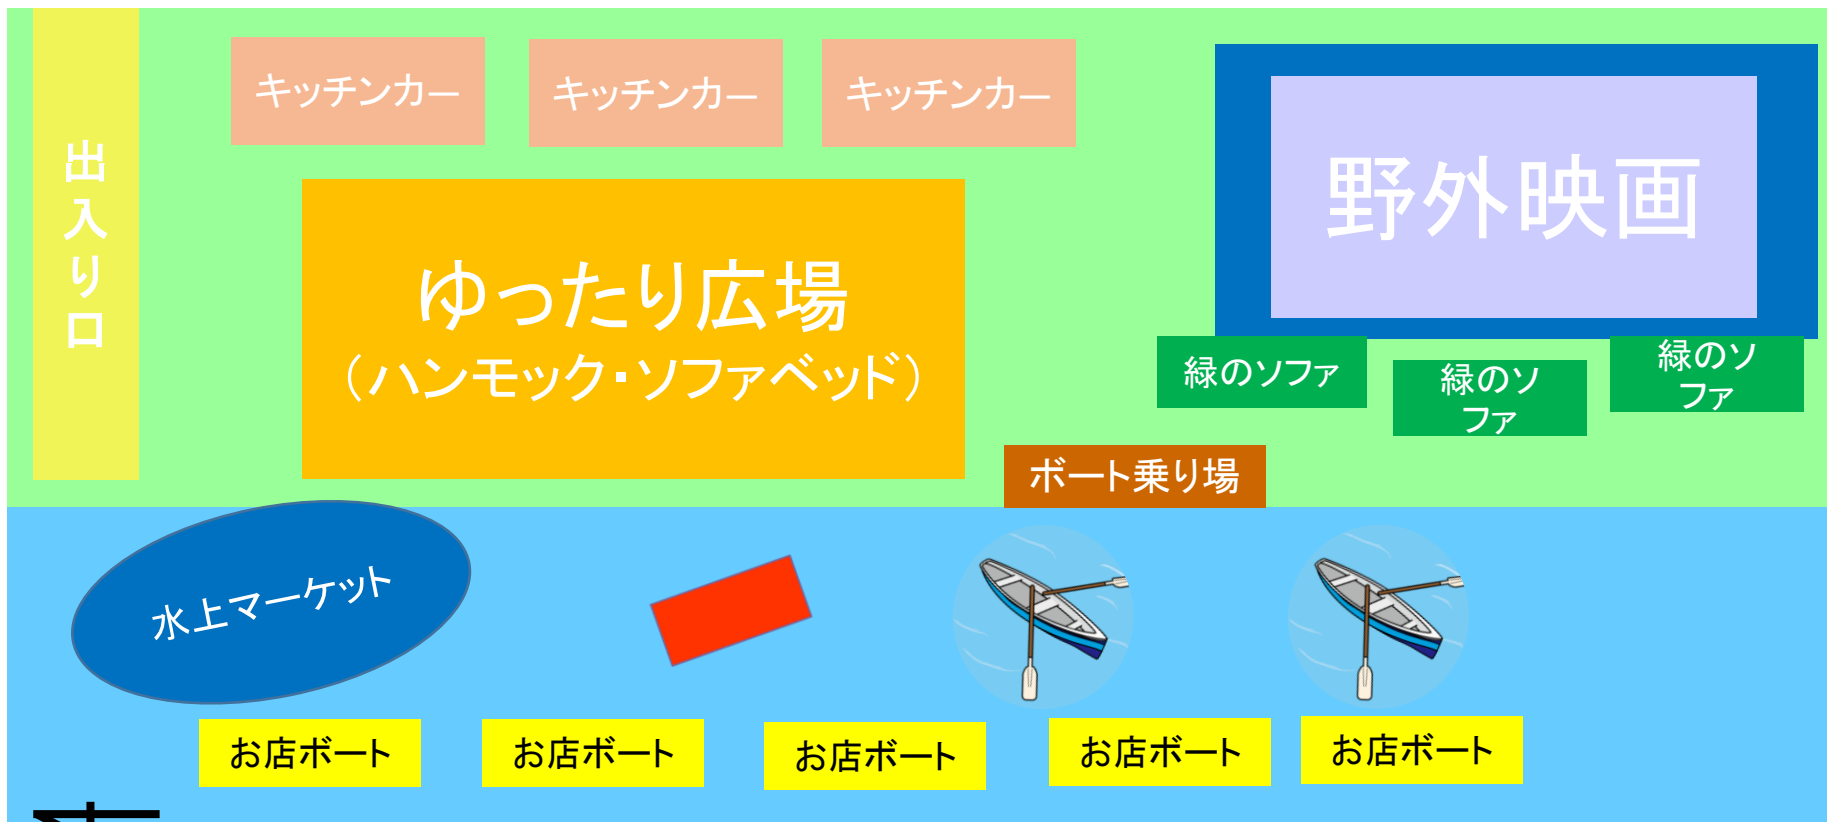 出入り口
キッチンカー
キッチンカー
キッチンカー
野外映画
ゆったり広場
（ハンモック・ソファベッド）
緑のソファ
緑のソ
ファ
緑のソ
ファ
ボート乗り場
水上マーケット
お店ボート
お店ボート
お店ボート
お店ボート
お店ボート